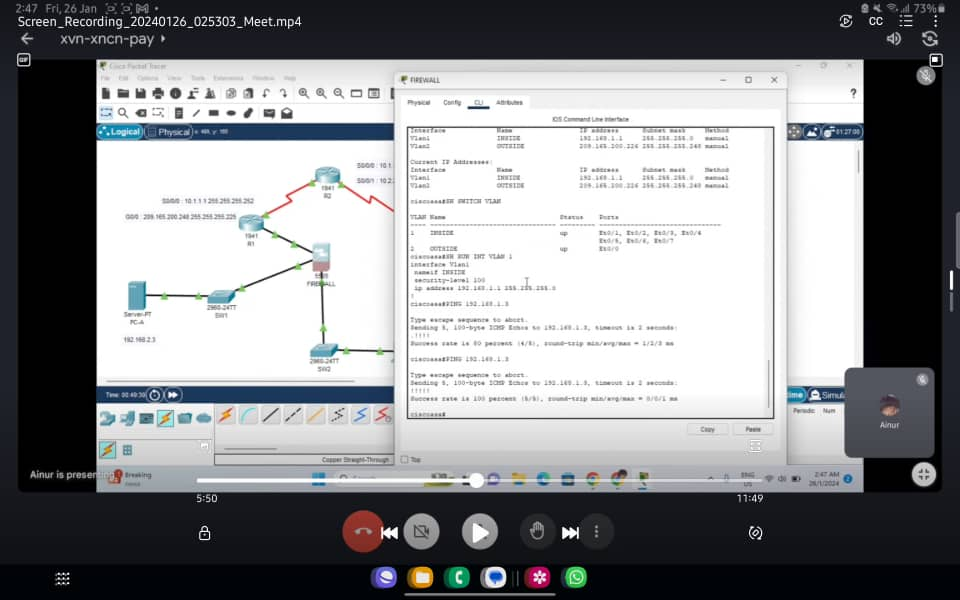 2:47 Fri, 26 Jan
73%
Screen_Recording_20240126_025303_Meet.mp4
CC
xvn-xncn-pay
GIF
Cisco Packet Tracer
File Edit Options View Tools Extensions Window Help
Logical
Physical
01:27:00
S0/0/0 : 10.1
S0/0/1 : 10.2
1941
R2
S0/0/0 : 10.1.1.1 255.255.255.252
G0/0 : 209.165.200.248 255.255.255.225
1941
R1
FIREWALL
Server-PT
PC-A
2960-24TT
SW1
192.168.2.3
2960-24TT
SW2
FIREWALL
Physical Config CLI Attributes
IOS Command Line Interface
Interface Name IP address Subnet mask Method
Vlan1 INSIDE 192.168.1.1 255.255.255.0 manual
Vlan2 OUTSIDE 209.165.200.226 255.255.255.248 manual
Current IP Addresses:
Interface Name IP address Subnet mask Method
Vlan1 INSIDE 192.168.1.1 255.255.255.0 manual
Vlan2 OUTSIDE 209.165.200.226 255.255.255.248 manual
ciscoasa#SH SWITCH VLAN
VLAN Name Status Ports
1 INSIDE up Et0/1, Et0/2, Et0/3, Et0/4
Et0/5, Et0/6, Et0/7
2 OUTSIDE up Et0/0
ciscoasa#SH RUN INT VLAN 1
interface Vlan1
nameif INSIDE
security-level 100
ip address 192.168.1.1 255.255.255.0
!
ciscoasa#PING 192.168.1.3
Type escape sequence to abort.
Sending 5, 100-byte ICMP Echos to 192.168.1.3, timeout is 2 seconds:
.!!!!
Success rate is 80 percent (4/5), round-trip min/avg/max = 1/2/3 ms
ciscoasa#PING 192.168.1.3
Type escape sequence to abort.
Sending 5, 100-byte ICMP Echos to 192.168.1.3, timeout is 2 seconds:
!!!!!
Success rate is 100 percent (5/5), round-trip min/avg/max = 0/0/1 ms
ciscoasa#
Copy Paste
Top
Time: 00:49:30
Copper Straight-Through
Periodic Num
Ainur
Ainur is presenting
Breaking
ENG
US
2:47 AM
26/1/2024
5:50
11:49